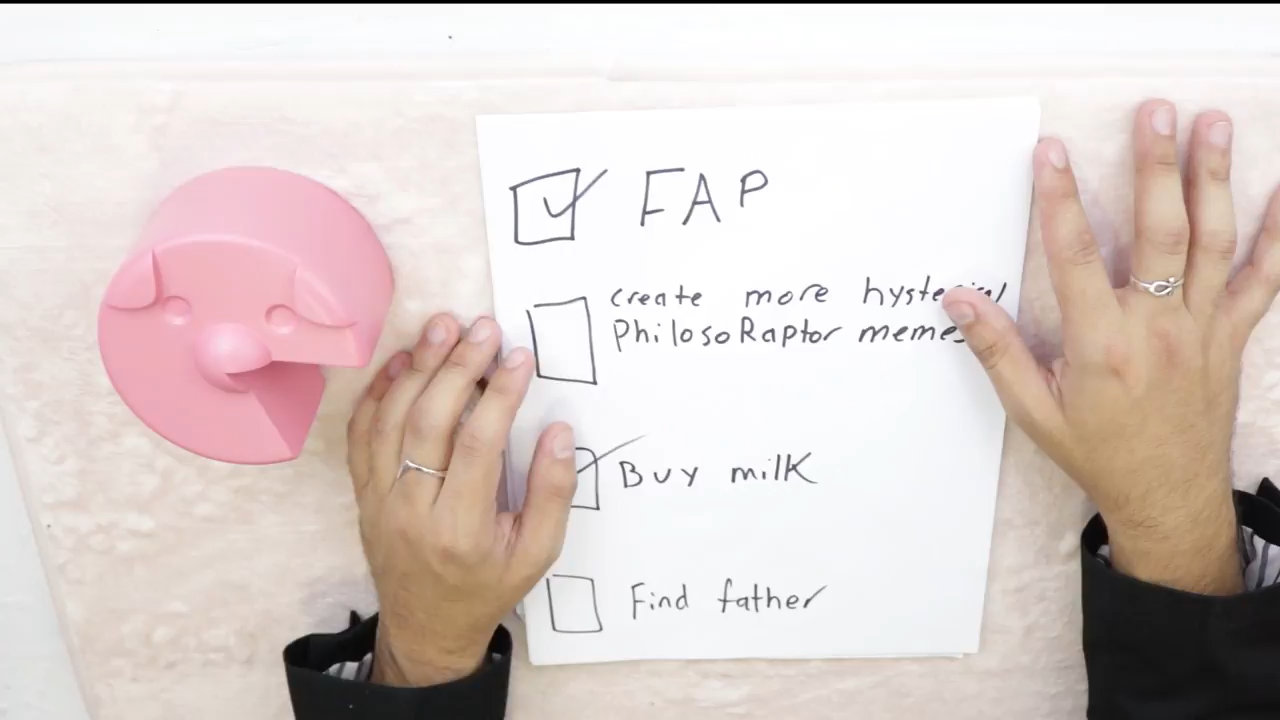 FAP
create more hysterical
PhilosoRaptor memes
Buy milk
Find father